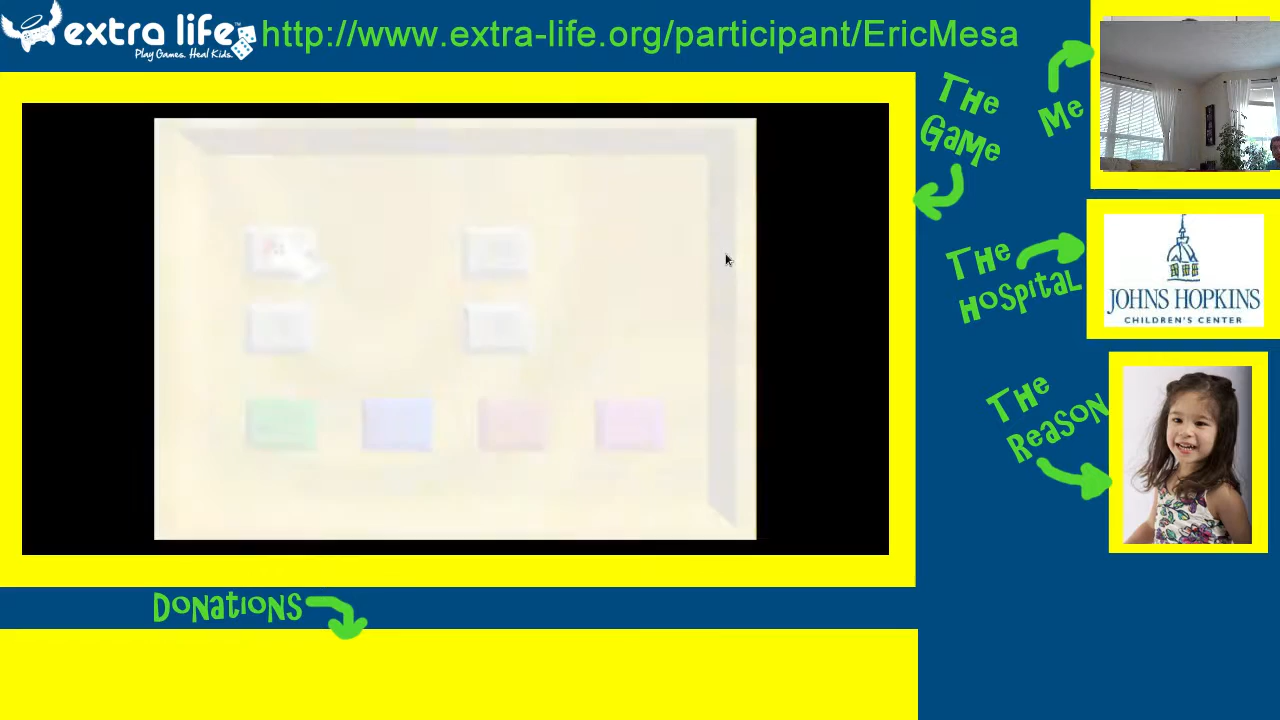 extra life
Play Games. Heal Kids.
http://www.extra-life.org/participant/EricMesa
The
Game
Me
The
Hospital
JOHNS HOPKINS
CHILDREN'S CENTER
The
Reason
Donations